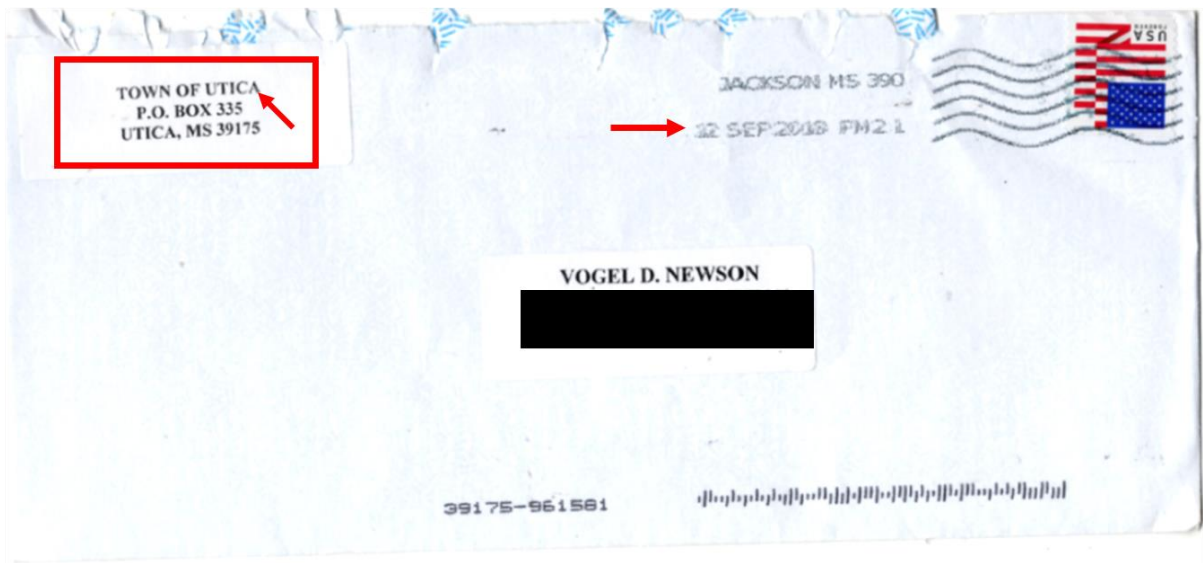 TOWN OF UTICA
P.O. BOX 335
UTICA, MS 39175
JACKSON MS 390
12 SEP 2018 PM 2 L
USA
FOREVER
VOGEL D. NEWSON
39175-961581